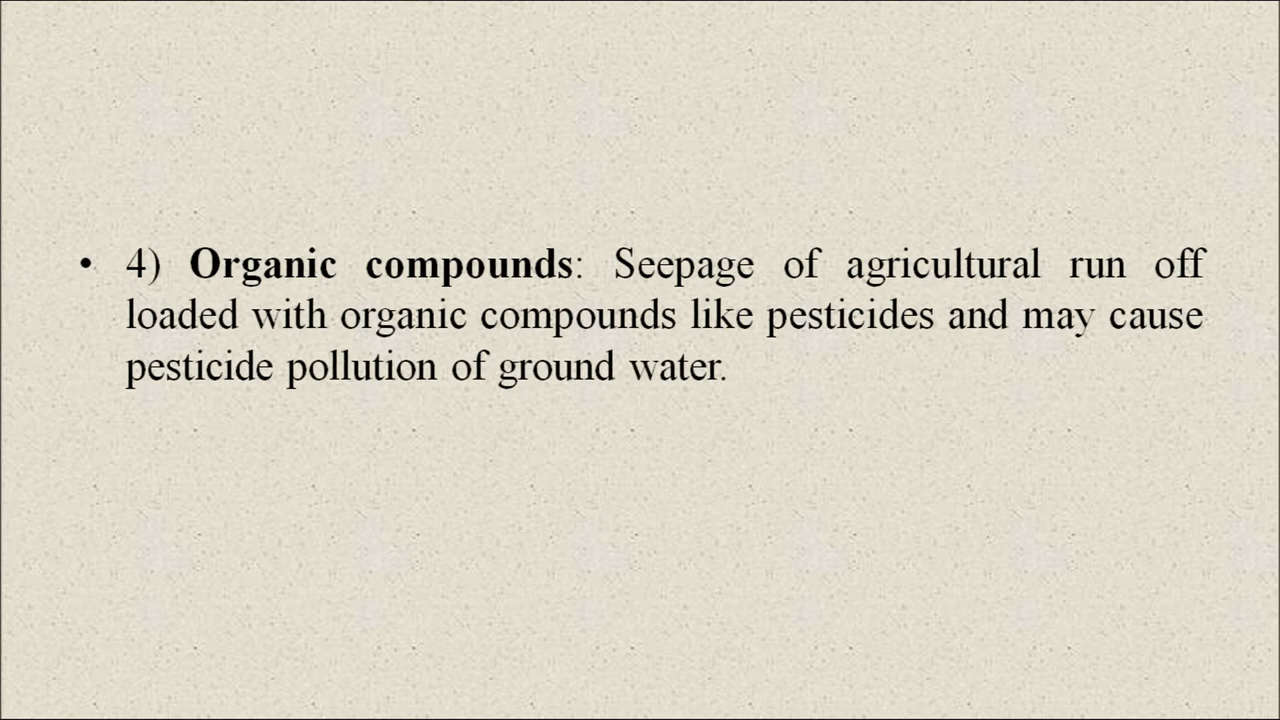 • 4) Organic compounds: Seepage of agricultural run off
loaded with organic compounds like pesticides and may cause
pesticide pollution of ground water.